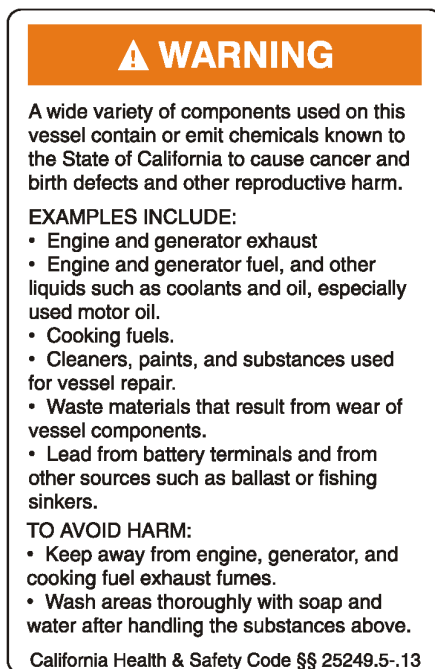 ⚠ WARNING
A wide variety of components used on this
vessel contain or emit chemicals known to
the State of California to cause cancer and
birth defects and other reproductive harm.
EXAMPLES INCLUDE:
• Engine and generator exhaust
• Engine and generator fuel, and other
liquids such as coolants and oil, especially
used motor oil.
• Cooking fuels.
• Cleaners, paints, and substances used
for vessel repair.
• Waste materials that result from wear of
vessel components.
• Lead from battery terminals and from
other sources such as ballast or fishing
sinkers.
TO AVOID HARM:
• Keep away from engine, generator, and
cooking fuel exhaust fumes.
• Wash areas thoroughly with soap and
water after handling the substances above.
California Health & Safety Code §§ 25249.5-.13